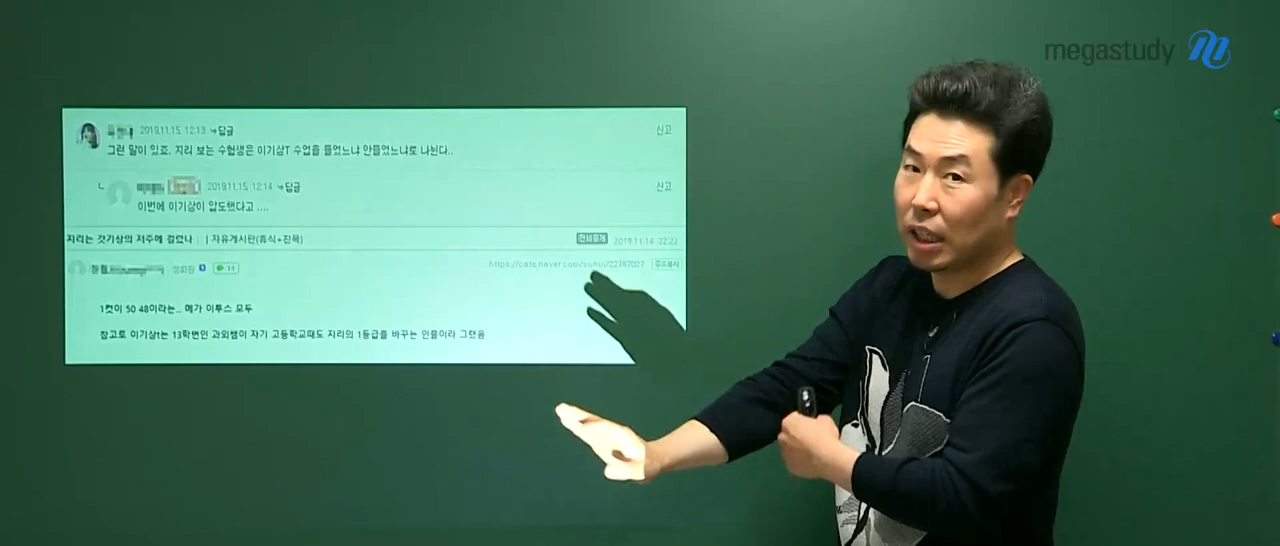 megastudy
2019.11.15. 12:13 답글 신고
그런 말이 있죠. 지리 보는 수험생은 이기상T 수업을 들었느냐 안들었느냐로 나뉜다..
2019.11.15. 12:14 답글 신고
이번에 이기상이 압도했다고 ....
지리는 갓기상의 저주에 걸렸나 | 자유게시판(휴식+친목) 2019.11.14. 22:22
11 주소복사
1컷이 50 48이라는... 메가 이투스 모두
참고로 이기상t는 13학번인 과외쌤이 자기 고등학교때도 지리의 1등급을 바꾸는 인물이라 그랬음